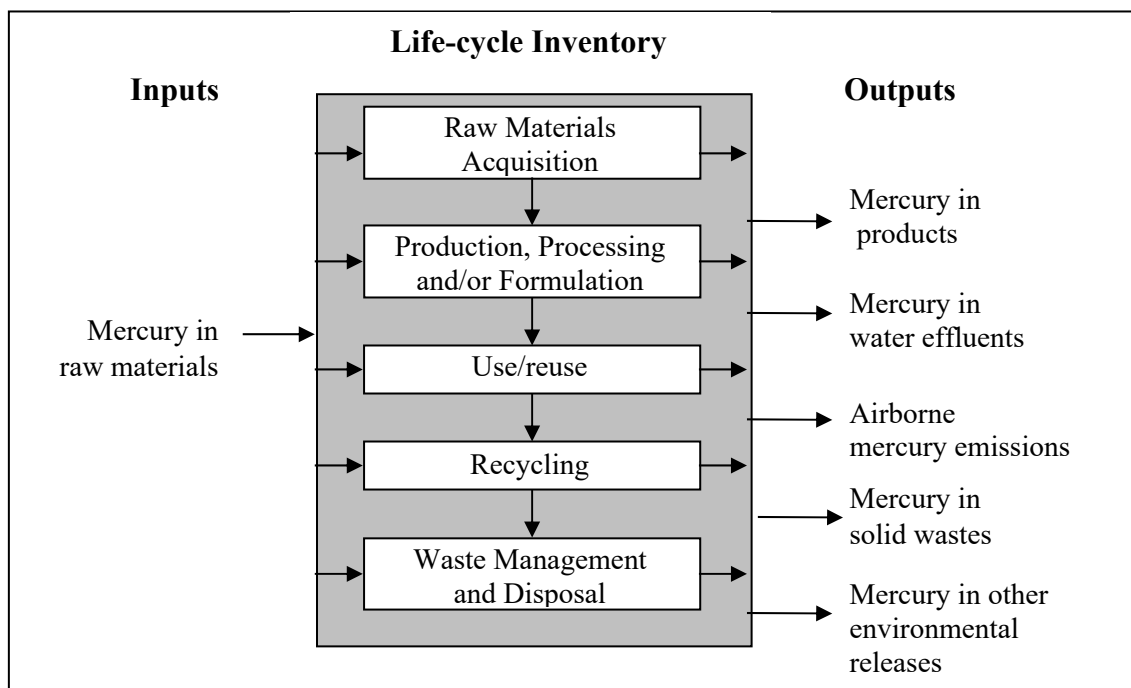 Life-cycle Inventory
Inputs
Outputs
Raw Materials
Acquisition
Production, Processing
and/or Formulation
Use/reuse
Recycling
Waste Management
and Disposal
Mercury in
raw materials
Mercury in
products
Mercury in
water effluents
Airborne
mercury emissions
Mercury in
solid wastes
Mercury in other
environmental
releases